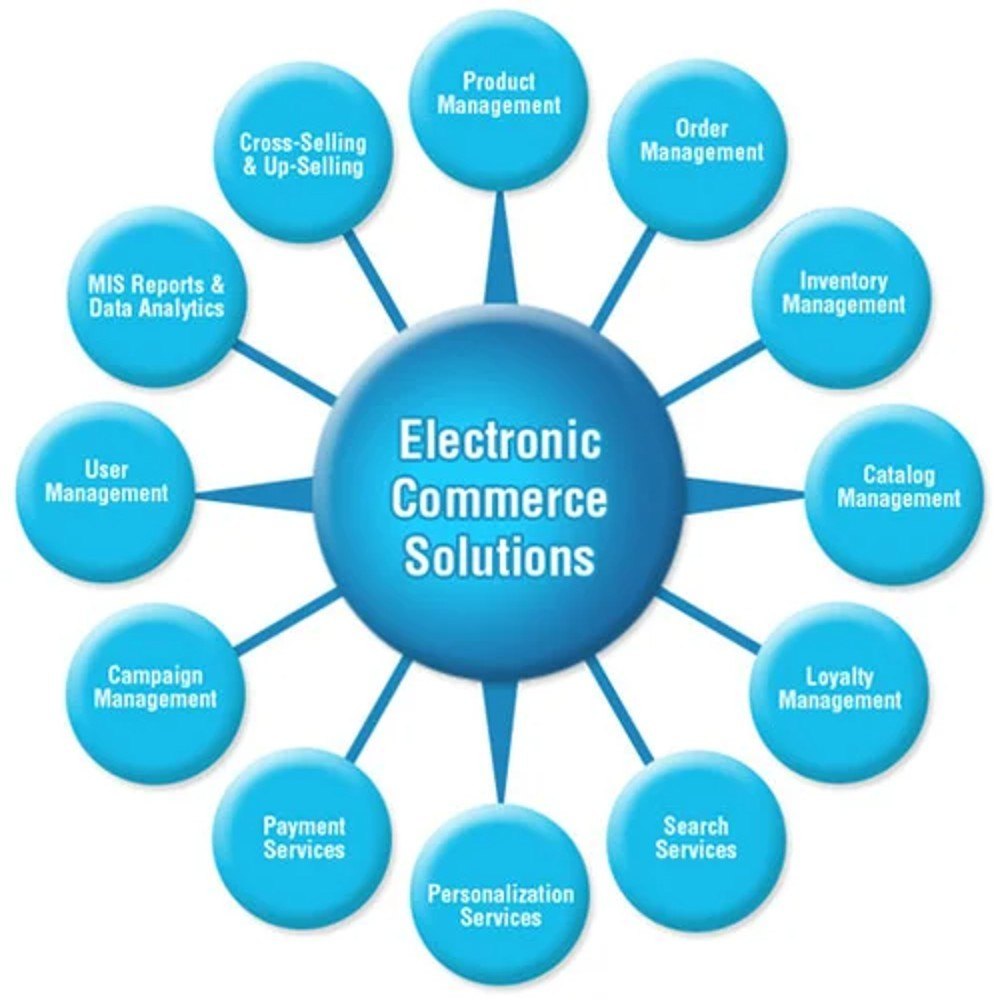 Product
Management
Order
Management
Inventory
Management
Catalog
Management
Loyalty
Management
Search
Services
Personalization
Services
Payment
Services
Campaign
Management
User
Management
MIS Reports &
Data Analytics
Cross-Selling
& Up-Selling
Electronic
Commerce
Solutions